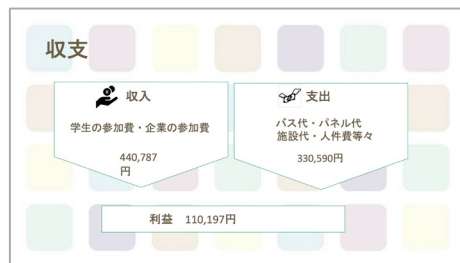 収支
収入
学生の参加費・企業の参加費
440,787
円
支出
バス代・パネル代
施設代・人件費等々
330,590円
利益 110,197円